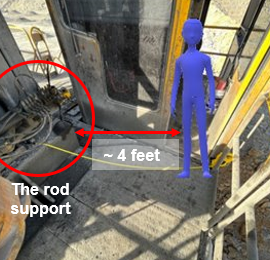 ~ 4 feet
The rod
support